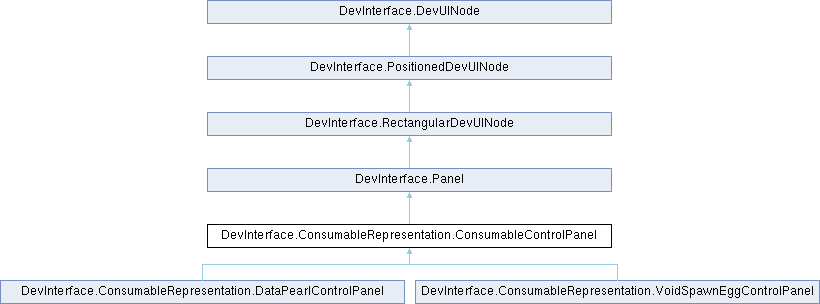 DevInterface.DevUINode
DevInterface.PositionedDevUINode
DevInterface.RectangularDevUINode
DevInterface.Panel
DevInterface.ConsumableRepresentation.ConsumableControlPanel
DevInterface.ConsumableRepresentation.DataPearlControlPanel
DevInterface.ConsumableRepresentation.VoidSpawnEggControlPanel